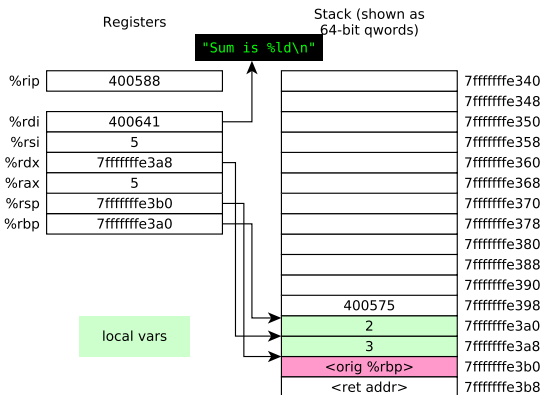 Registers
Stack (shown as
64-bit qwords)
"Sum is %ld\n"
%rip 400588
%rdi 400641
%rsi 5
%rdx 7fffffffe3a8
%rax 5
%rsp 7fffffffe3b0
%rbp 7fffffffe3a0
7fffffffe340
7fffffffe348
7fffffffe350
7fffffffe358
7fffffffe360
7fffffffe368
7fffffffe370
7fffffffe378
7fffffffe380
7fffffffe388
7fffffffe390
400575 7fffffffe398
2 7fffffffe3a0
3 7fffffffe3a8
<orig %rbp> 7fffffffe3b0
<ret addr> 7fffffffe3b8
local vars